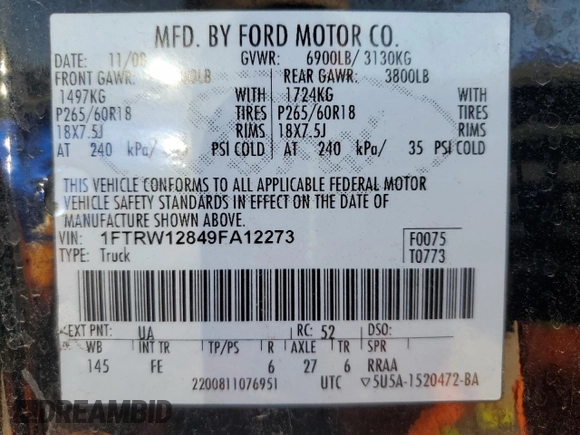 MFD. BY FORD MOTOR CO.
DATE: 11/08 GVWR: 6900LB/ 3130KG
FRONT GAWR: REAR GAWR: 3800LB
1497KG WITH 1724KG WITH
P265/60R18 TIRES P265/60R18 TIRES
18X7.5J RIMS 18X7.5J RIMS
AT 240 kPa/ PSI COLD AT 240 kPa/ 35 PSI COLD
THIS VEHICLE CONFORMS TO ALL APPLICABLE FEDERAL MOTOR
VEHICLE SAFETY STANDARDS IN EFFECT ON THE DATE OF
MANUFACTURE SHOWN ABOVE.
VIN: 1FTRW12849FA12273 F0075
TYPE: Truck T0773
EXT PNT: UA RC: 52 DSO:
WB INT TR TP/PS R AXLE TR SPR
145 FE 6 27 6 RRAA
2200811076951 UTC ▽5U5A-1520472-BA
DREAMBID